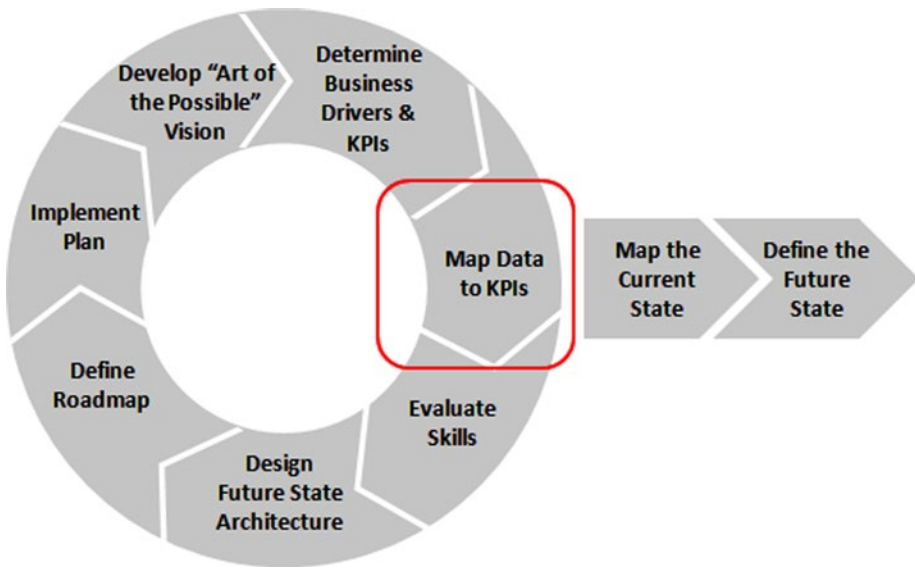 Develop “Art of
the Possible”
Vision
Determine
Business
Drivers &
KPIs
Map Data
to KPIs
Evaluate
Skills
Design
Future State
Architecture
Define
Roadmap
Implement
Plan
Map the
Current
State
Define the
Future
State